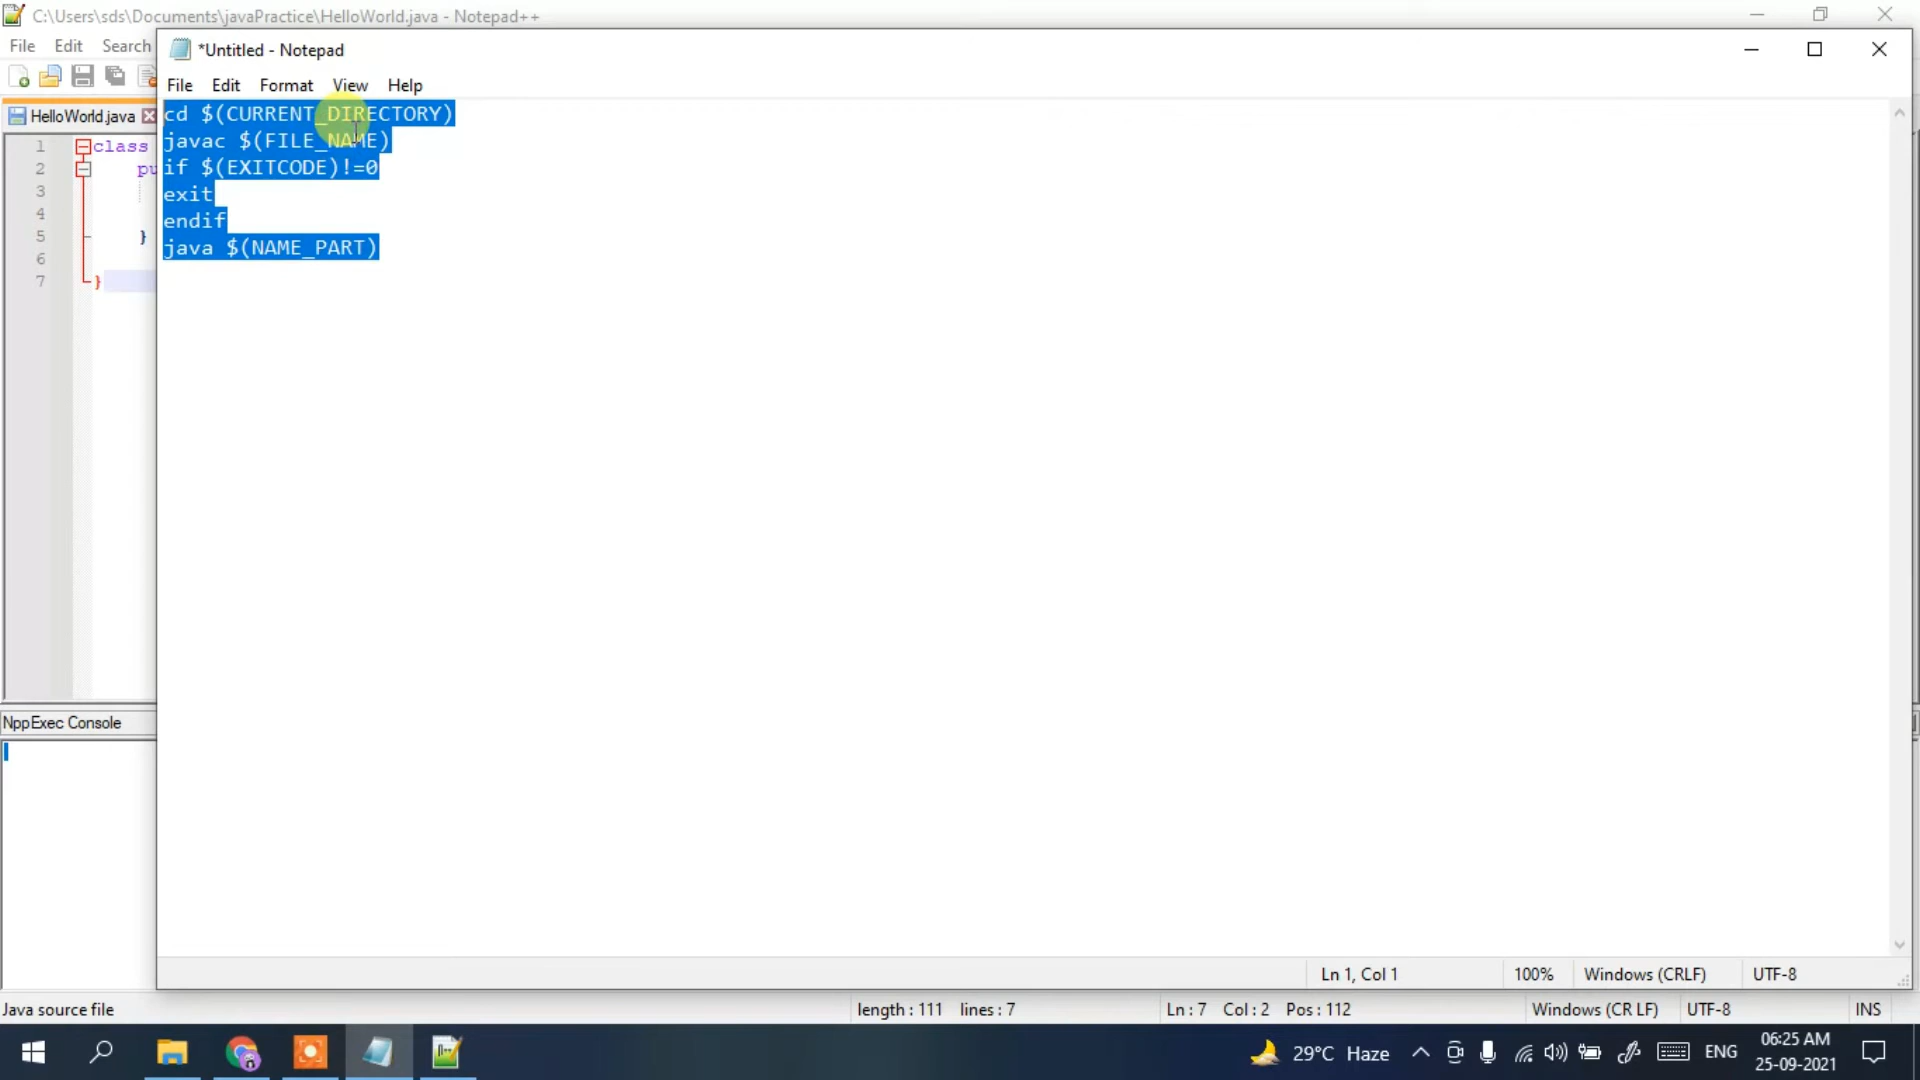 C:\Users\sds\Documents\javaPractice\HelloWorld.java - Notepad++
File Edit Search
*Untitled - Notepad
File Edit Format View Help
HelloWorld.java
cd $(CURRENT_DIRECTORY)
javac $(FILE_NAME)
if $(EXITCODE)!=0
exit
endif
java $(NAME_PART)
1 class
2 pu
3
4
5 }
6
7 }
NppExec Console
Ln 1, Col 1 100% Windows (CRLF) UTF-8
Java source file length : 111 lines : 7 Ln : 7 Col : 2 Pos : 112 Windows (CR LF) UTF-8 INS
29°C Haze ENG 06:25 AM
25-09-2021